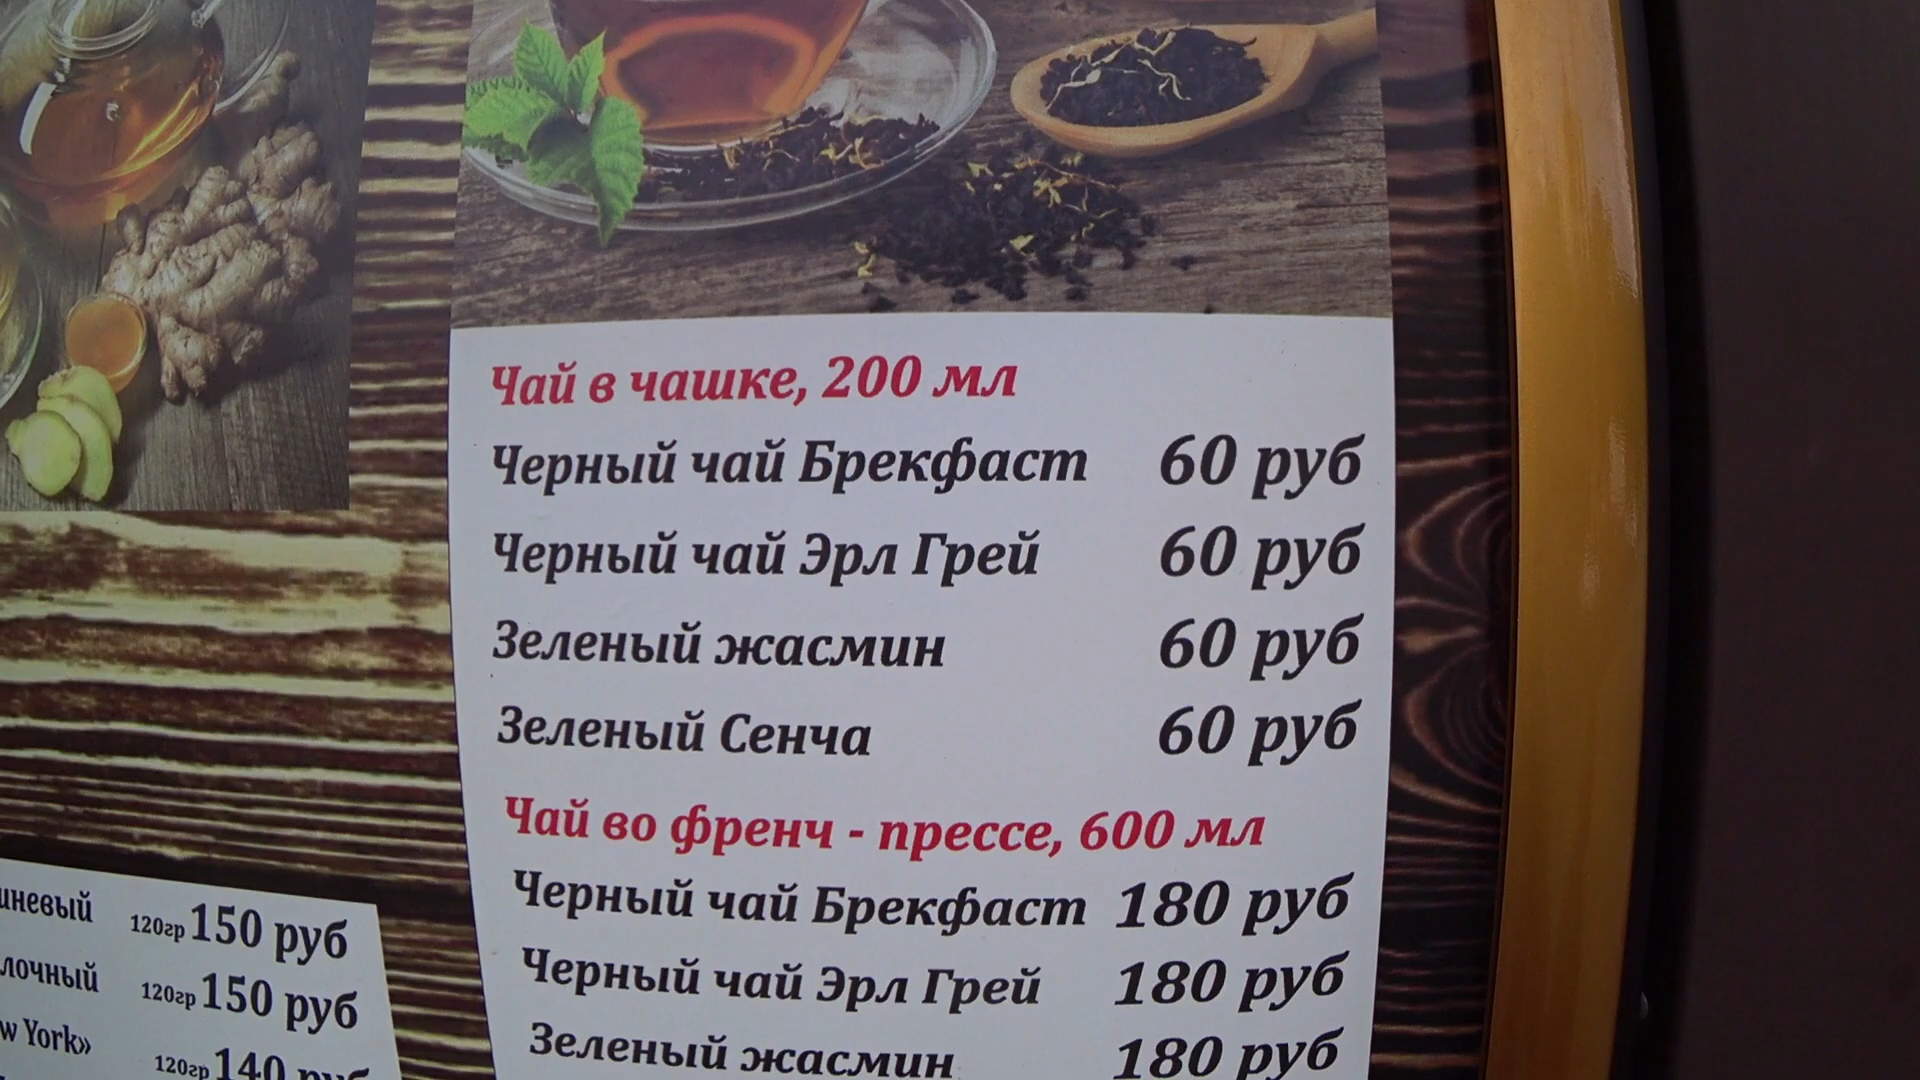 Чай в чашке, 200 мл
Черный чай Брекфаст 60 руб
Черный чай Эрл Грей 60 руб
Зеленый жасмин 60 руб
Зеленый Сенча 60 руб
Чай во френч - прессе, 600 мл
Черный чай Брекфаст 180 руб
Черный чай Эрл Грей 180 руб
Зеленый жасмин 180 руб
120гр 150 руб
120гр 150 руб
York» 120гр 140 руб